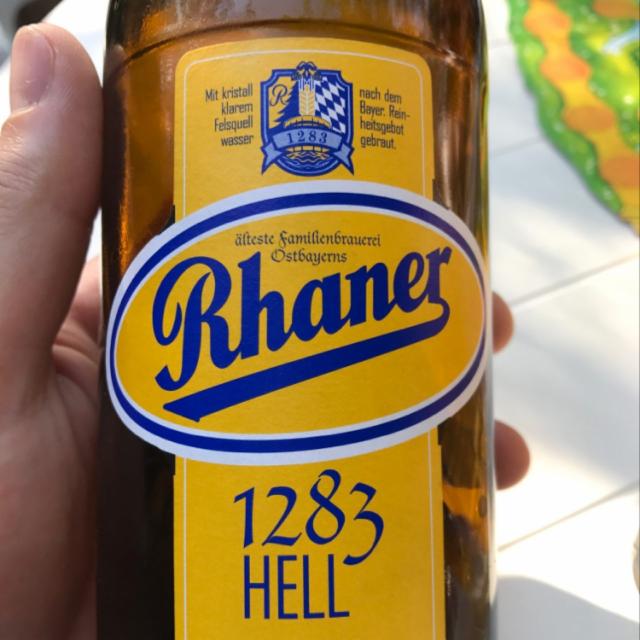 Mit kristall
klarem
Felsquell
wasser
R
M
1283
nach dem
Bayer. Rein-
heitsgebot
gebraut.
älteste Familienbrauerei
Ostbayerns
Rhaner
1283
HELL